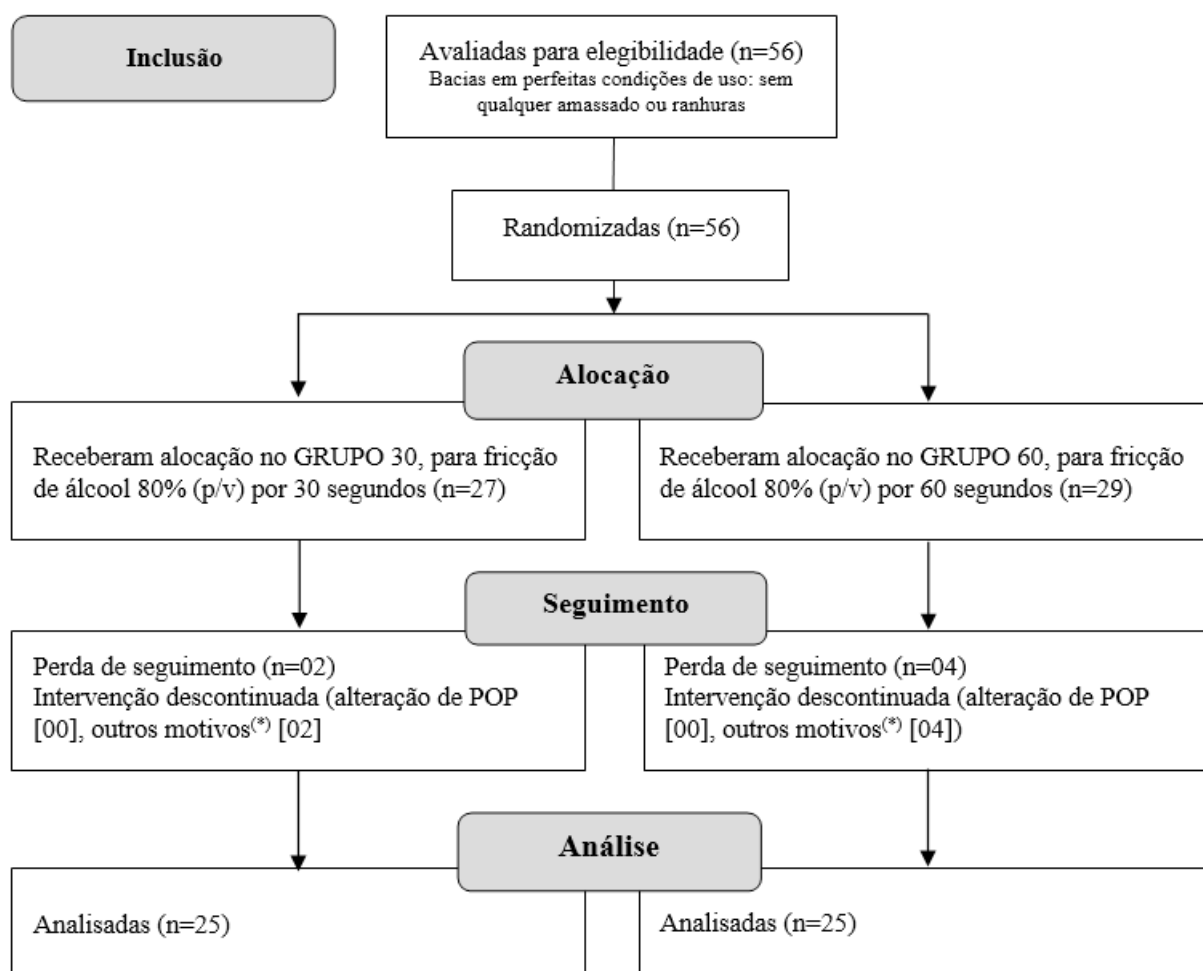 Inclusão
Avaliadas para elegibilidade (n=56)
Bacias em perfeitas condições de uso: sem
qualquer amassado ou ranhuras
Randomizadas (n=56)
Alocação
Receberam alocação no GRUPO 30, para fricção
de álcool 80% (p/v) por 30 segundos (n=27)
Receberam alocação no GRUPO 60, para fricção
de álcool 80% (p/v) por 60 segundos (n=29)
Seguimento
Perda de seguimento (n=02)
Intervenção descontinuada (alteração de POP
[00], outros motivos(*) [02]
Perda de seguimento (n=04)
Intervenção descontinuada (alteração de POP
[00], outros motivos(*) [04])
Análise
Analisadas (n=25)
Analisadas (n=25)